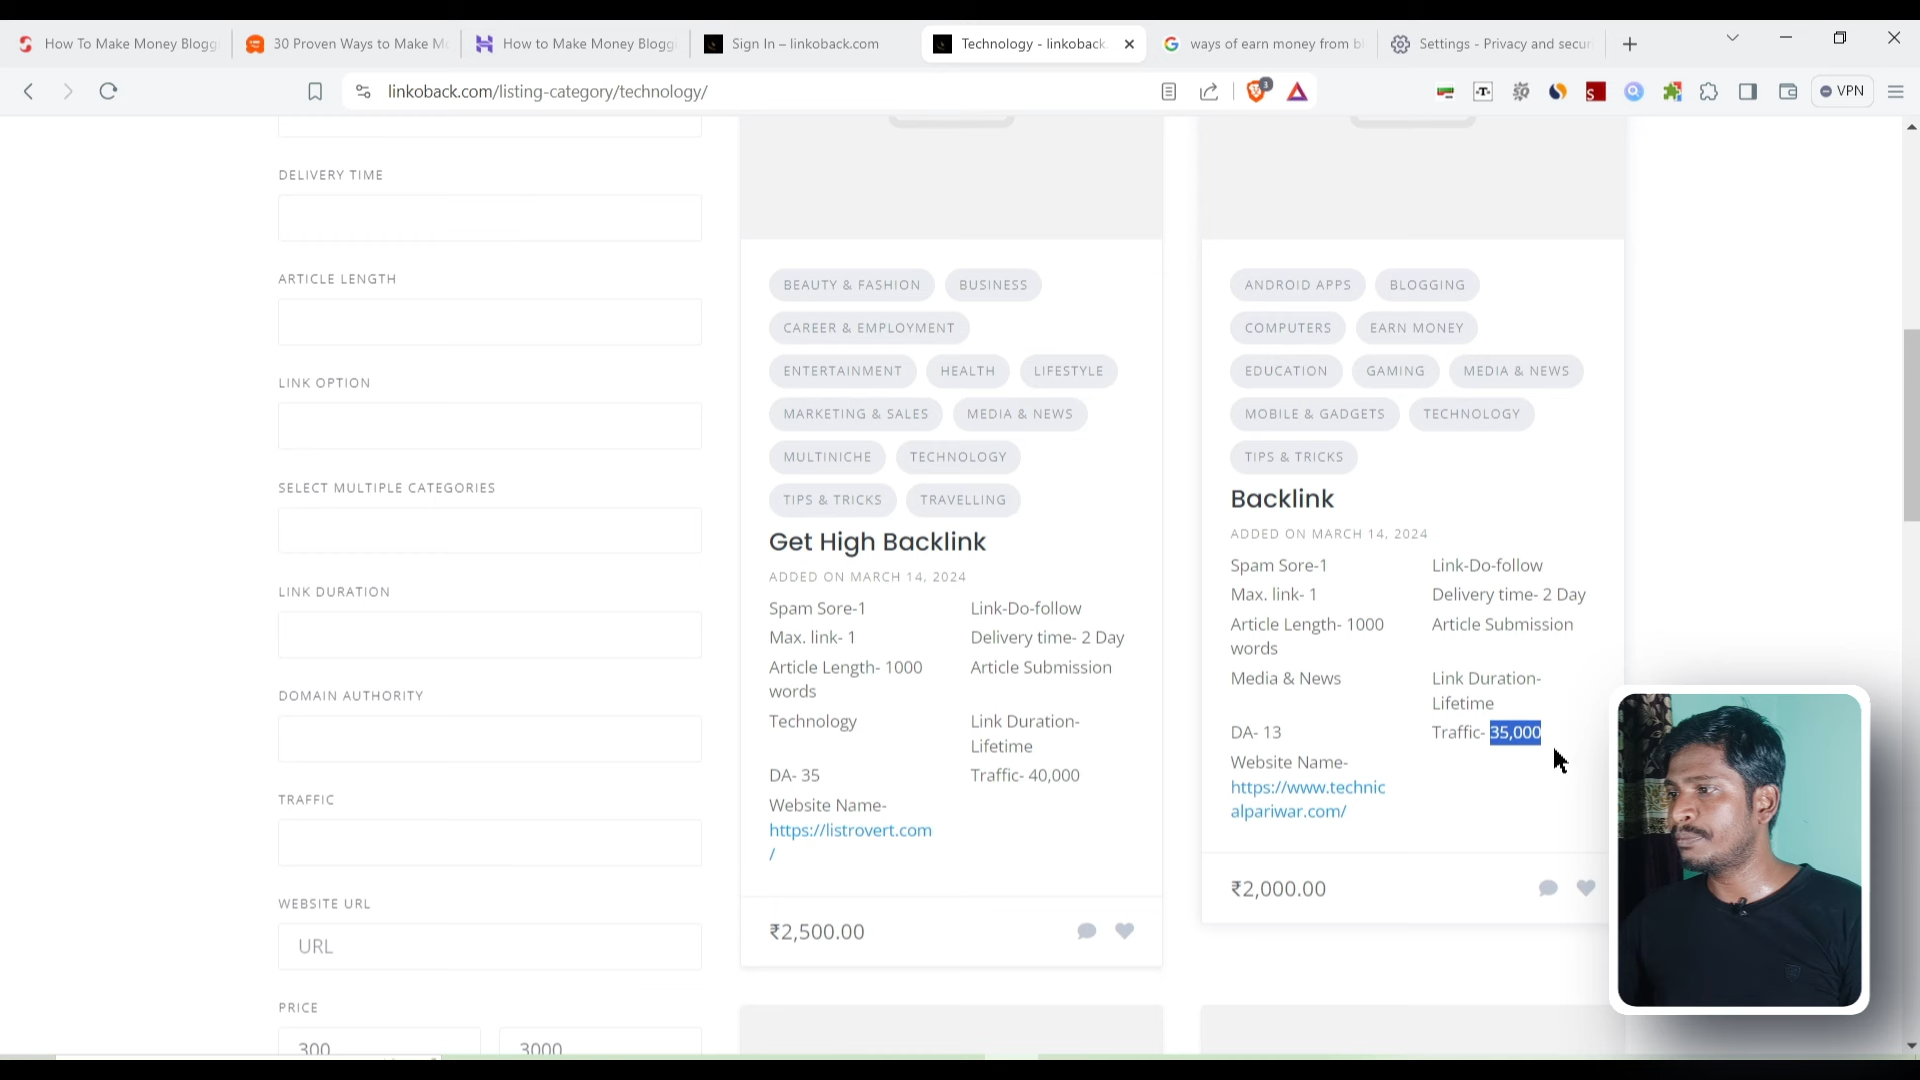 How To Make Money Blogg
30 Proven Ways to Make M
How to Make Money Bloggi
Sign In – linkoback.com
Technology - linkoback.
ways of earn money from bl
Settings - Privacy and secur
linkoback.com/listing-category/technology/
VPN
DELIVERY TIME
ARTICLE LENGTH
LINK OPTION
SELECT MULTIPLE CATEGORIES
LINK DURATION
DOMAIN AUTHORITY
TRAFFIC
WEBSITE URL
URL
PRICE
300
3000
BEAUTY & FASHION
BUSINESS
CAREER & EMPLOYMENT
ENTERTAINMENT
HEALTH
LIFESTYLE
MARKETING & SALES
MEDIA & NEWS
MULTINICHE
TECHNOLOGY
TIPS & TRICKS
TRAVELLING
Get High Backlink
ADDED ON MARCH 14, 2024
Spam Sore-1
Link-Do-follow
Max. link- 1
Delivery time- 2 Day
Article Length- 1000
words
Article Submission
Technology
Link Duration-
Lifetime
DA- 35
Traffic- 40,000
Website Name-
https://listrovert.com
/
₹2,500.00
ANDROID APPS
BLOGGING
COMPUTERS
EARN MONEY
EDUCATION
GAMING
MEDIA & NEWS
MOBILE & GADGETS
TECHNOLOGY
TIPS & TRICKS
Backlink
ADDED ON MARCH 14, 2024
Spam Sore-1
Link-Do-follow
Max. link- 1
Delivery time- 2 Day
Article Length- 1000
words
Article Submission
Media & News
Link Duration-
Lifetime
DA- 13
Traffic- 35,000
Website Name-
https://www.technic
alpariwar.com/
₹2,000.00